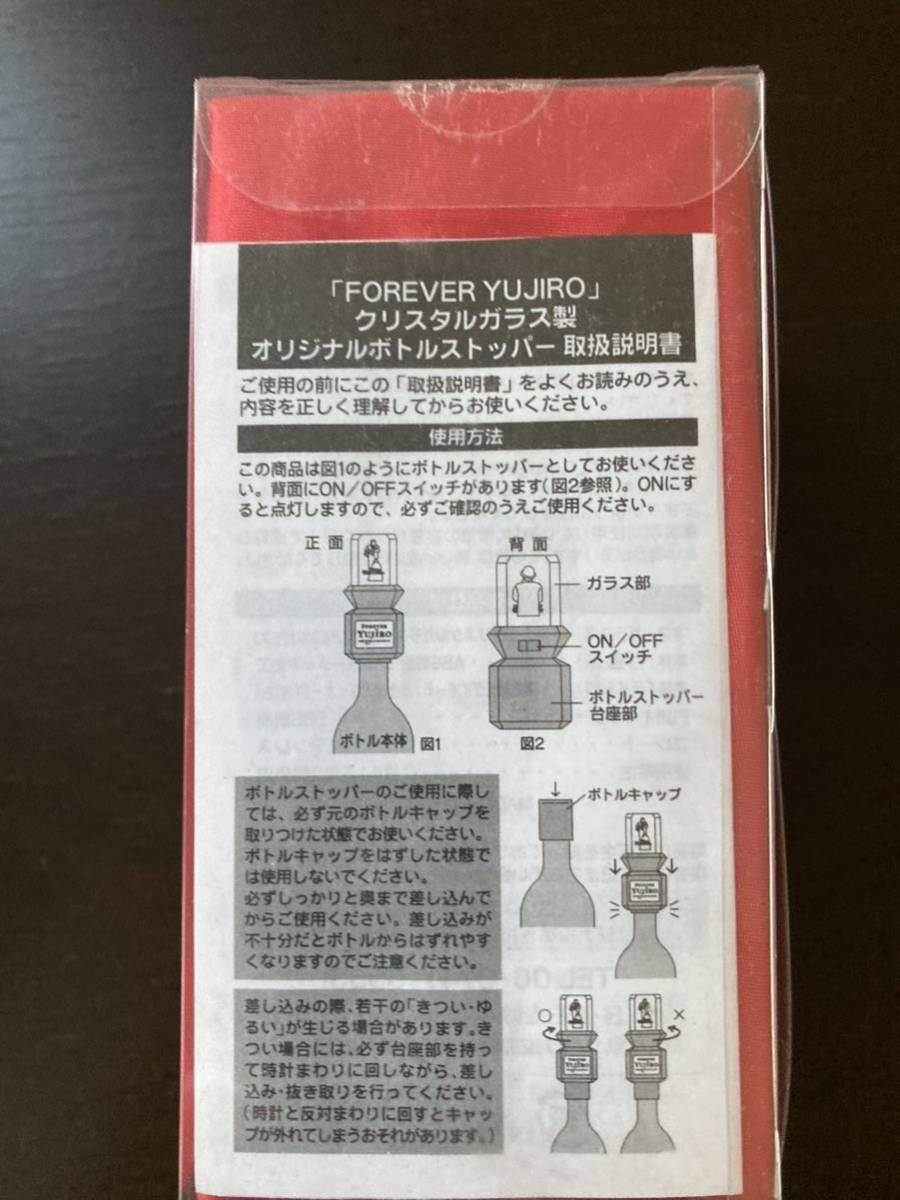 「FOREVER YUJIRO」
クリスタルガラス製
オリジナルボトルストッパー 取扱説明書
ご使用の前にこの「取扱説明書」をよくお読みのうえ、
内容を正しく理解してからお使いください。
使用方法
この商品は図1のようにボトルストッパーとしてお使いくださ
い。背面にON／OFFスイッチがあります(図2参照)。ONにす
ると点灯しますので、必ずご確認のうえご使用ください。
正面
背面
ガラス部
ON／OFF
スイッチ
ボトルストッパー
台座部
FOREVER
YUJIRO
ボトル本体
図1
図2
ボトルストッパーのご使用に際し
ては、必ず元のボトルキャップを
取りつけた状態でお使いください。
ボトルキャップをはずした状態で
は使用しないでください。
必ずしっかりと奥まで差し込んで
からご使用ください。差し込みが
不十分だとボトルからはずれやす
くなりますのでご注意ください。
ボトルキャップ
FOREVER
YUJIRO
差し込みの際、若干の「きつい・ゆ
るい」が生じる場合があります。き
つい場合には、必ず台座部を持っ
て時計まわりに回しながら、差し
込み・抜き取りを行ってください。
(時計と反対まわりに回すとキャッ
プが外れてしまうおそれがあります。)
○
×
FOREVER
YUJIRO
FOREVER
YUJIRO